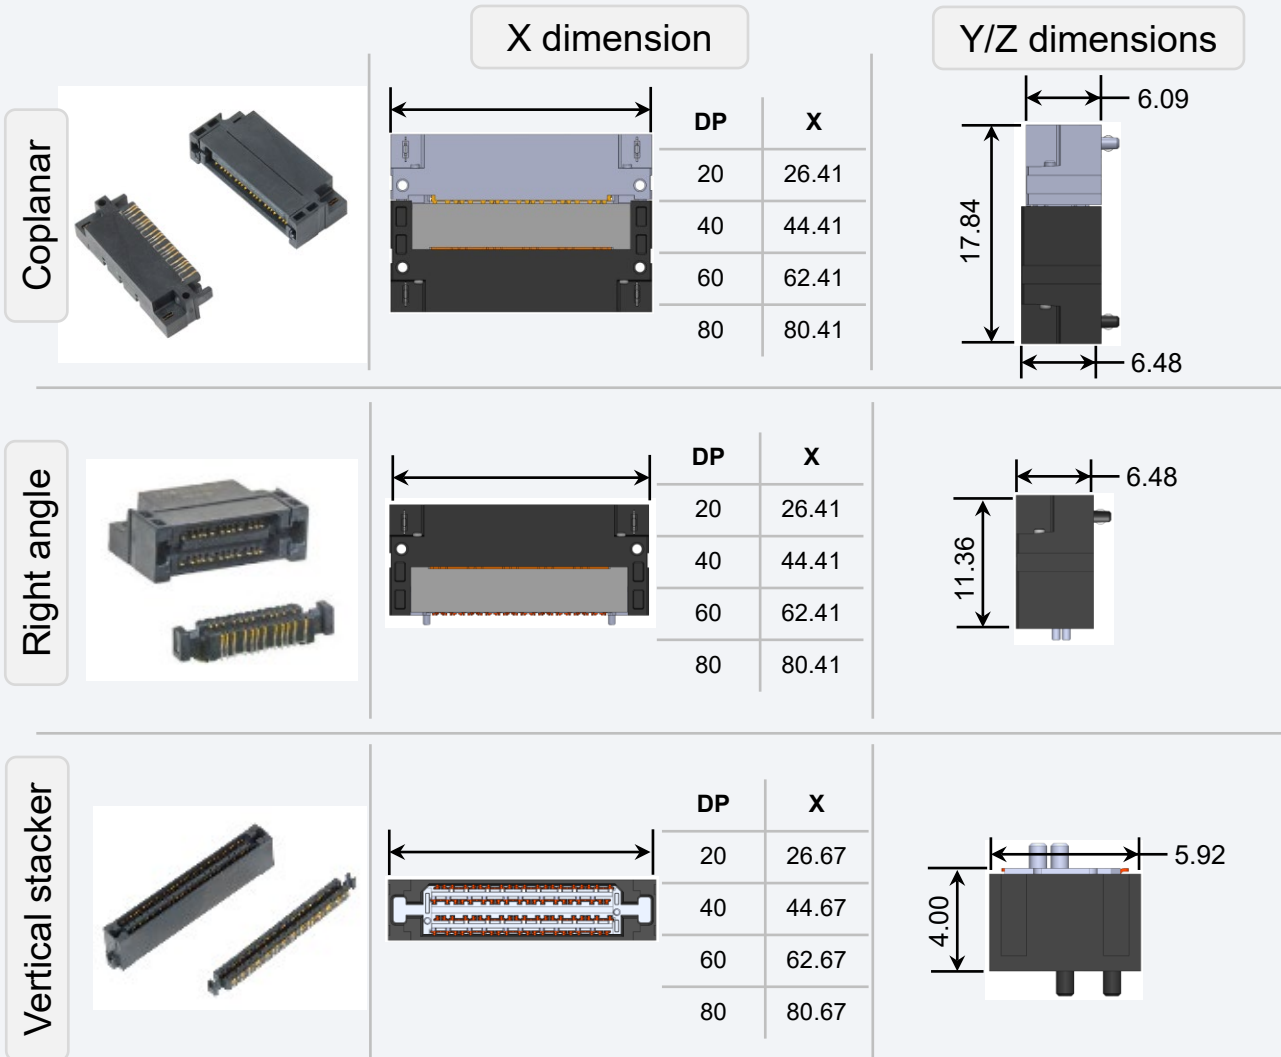 X dimension
Y/Z dimensions
Coplanar
DP X
20 26.41
40 44.41
60 62.41
80 80.41
6.09
17.84
6.48
Right angle
DP X
20 26.41
40 44.41
60 62.41
80 80.41
6.48
11.36
Vertical stacker
DP X
20 26.67
40 44.67
60 62.67
80 80.67
5.92
4.00